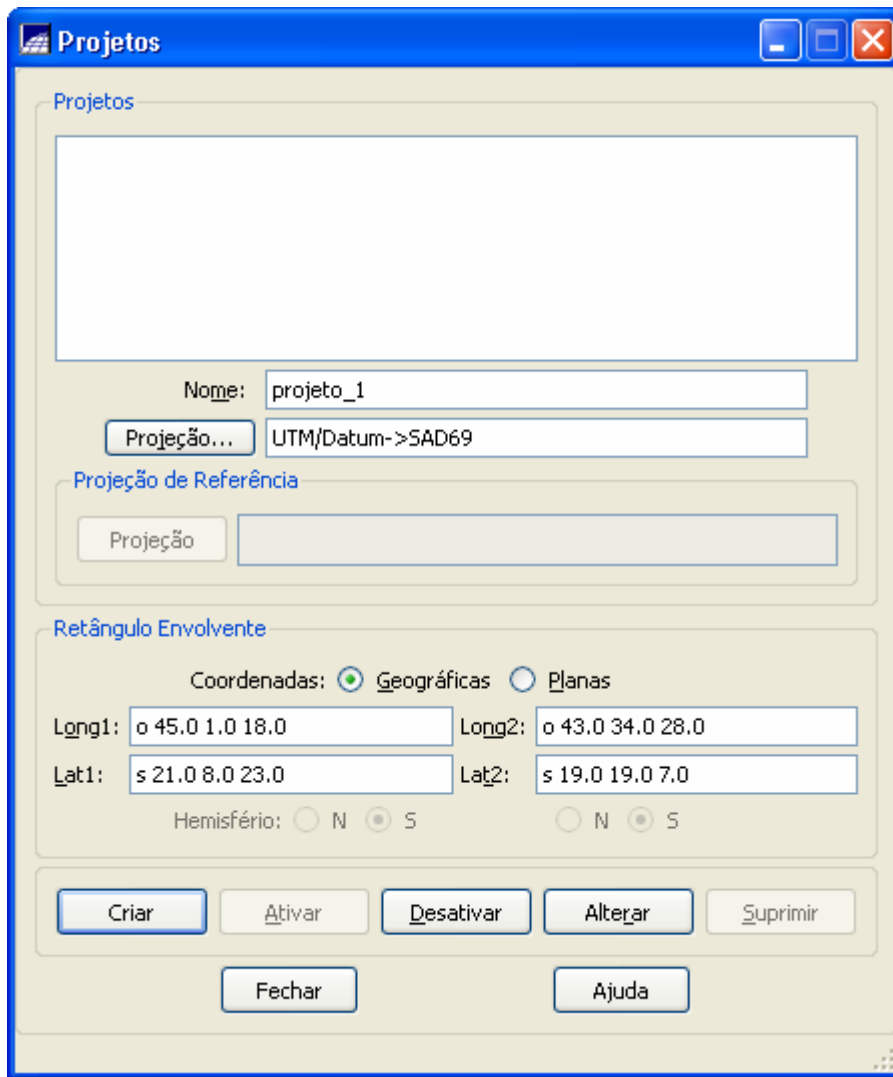 Projetos
Projetos
Nome: projeto_1
Projeção... UTM/Datum->SAD69
Projeção de Referência
Projeção
Retângulo Envolvente
Coordenadas: Geográficas Planas
Long1: o 45.0 1.0 18.0 Long2: o 43.0 34.0 28.0
Lat1: s 21.0 8.0 23.0 Lat2: s 19.0 19.0 7.0
Hemisfério: N S N S
Criar Ativar Desativar Alterar Suprimir
Fechar Ajuda